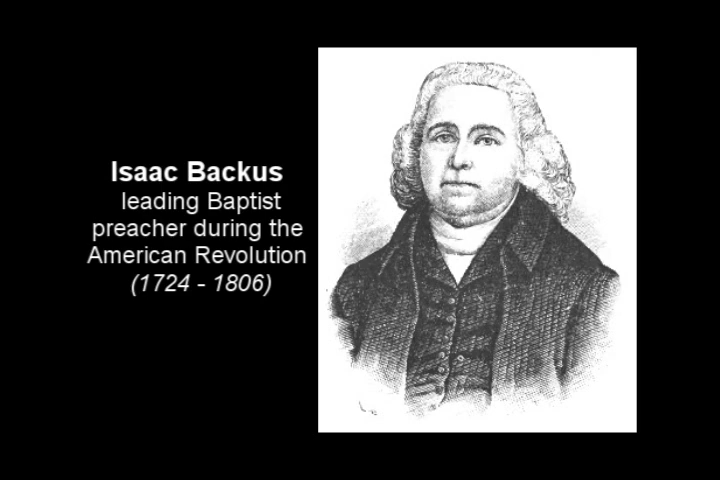 Isaac Backus
leading Baptist
preacher during the
American Revolution
(1724 - 1806)